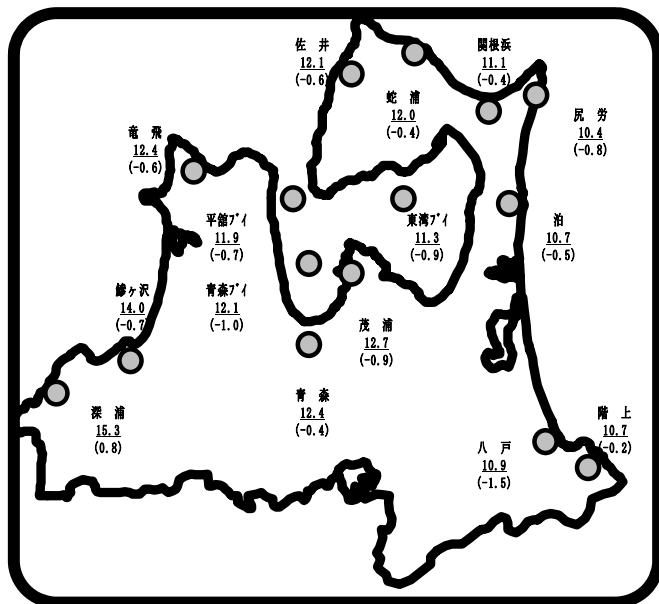 佐 井
12.1
(-0.6)
関根浜
11.1
(-0.4)
蛇 浦
12.0
(-0.4)
尻 労
10.4
(-0.8)
竜 飛
12.4
(-0.6)
平舘ﾌﾞｲ
11.9
(-0.7)
東湾ﾌﾞｲ
11.3
(-0.9)
泊
10.7
(-0.5)
鰺ヶ沢
14.0
(-0.7)
青森ﾌﾞｲ
12.1
(-1.0)
茂 浦
12.7
(-0.9)
深 浦
15.3
(0.8)
青 森
12.4
(-0.4)
八 戸
10.9
(-1.5)
階 上
10.7
(-0.2)